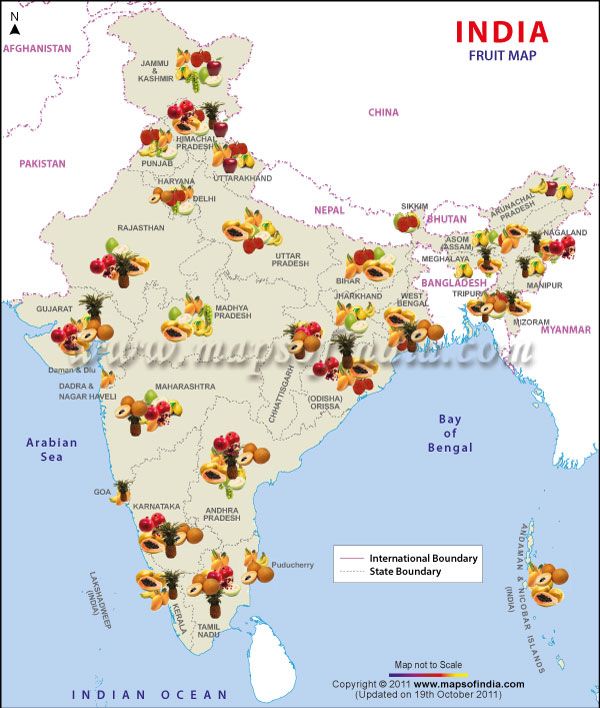 N
INDIA
FRUIT MAP
AFGHANISTAN
JAMMU
&
KASHMIR
CHINA
HIMACHAL
PRADESH
PAKISTAN
PUNJAB
UTTARAKHAND
HARYANA
DELHI
NEPAL
SIKKIM
BHUTAN
ARUNACHAL
PRADESH
RAJASTHAN
UTTAR
PRADESH
ASOM
(ASSAM)
NAGALAND
MEGHALAYA
BIHAR
BANGLADESH
MANIPUR
JHARKHAND
WEST
BENGAL
TRIPURA
MIZORAM
MYANMAR
GUJARAT
MADHYA
PRADESH
www.mapsofindia.com
Daman & Diu
DADRA &
NAGAR HAVELI
MAHARASHTRA
CHHATTISGARH
(ODISHA)
ORISSA
Arabian
Sea
Bay
of
Bengal
GOA
KARNATAKA
ANDHRA
PRADESH
International Boundary
State Boundary
Puducherry
LAKSHADWEEP
(INDIA)
KERALA
TAMIL
NADU
ANDAMAN & NICOBAR ISLANDS
(INDIA)
INDIAN OCEAN
Map not to Scale
Copyright © 2011 www.mapsofindia.com
(Updated on 19th October 2011)